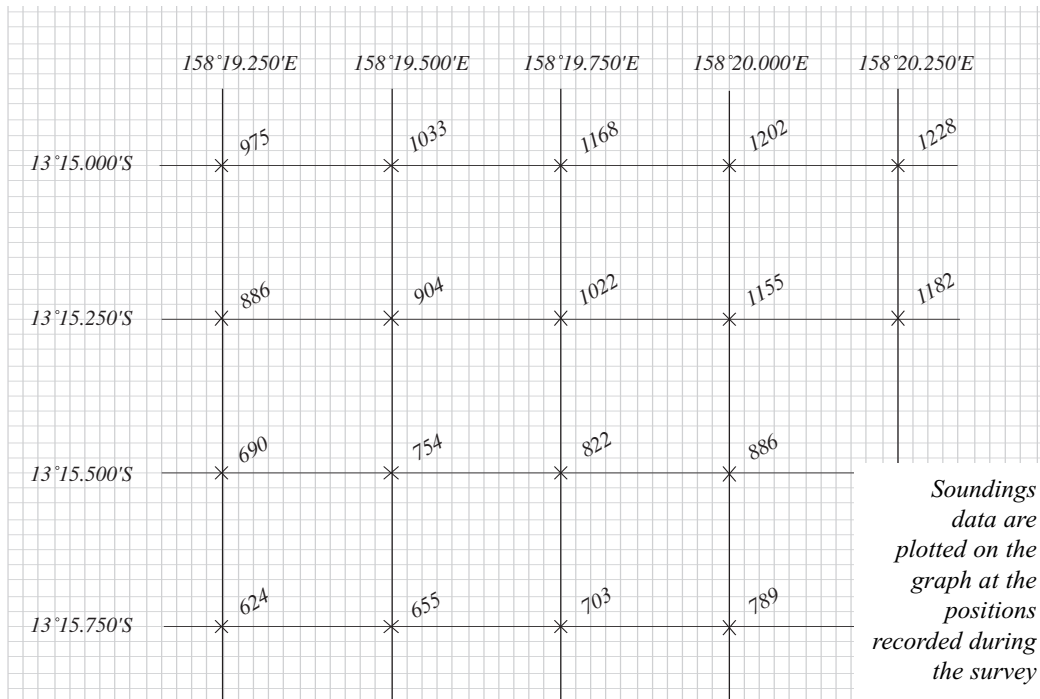 158˚19.250'E 158˚19.500'E 158˚19.750'E 158˚20.000'E 158˚20.250'E
975 1033 1168 1202 1228
13˚15.000'S
886 904 1022 1155 1182
13˚15.250'S
690 754 822 886
13˚15.500'S
624 655 703 789
13˚15.750'S
Soundings
data are
plotted on the
graph at the
positions
recorded during
the survey